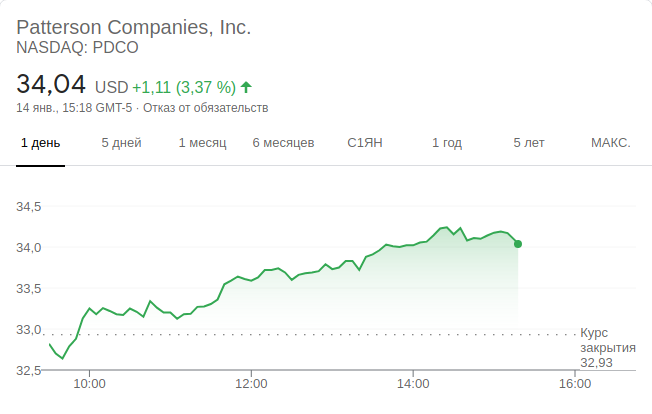 Patterson Companies, Inc.
NASDAQ: PDCO
34,04 USD +1,11 (3,37 %)
14 янв., 15:18 GMT-5 · Отказ от обязательств
1 день 5 дней 1 месяц 6 месяцев С1ЯН 1 год 5 лет МАКС.
34,5
34,0
33,5
33,0
Курс
закрытия
32,93
32,5
10:00 12:00 14:00 16:00